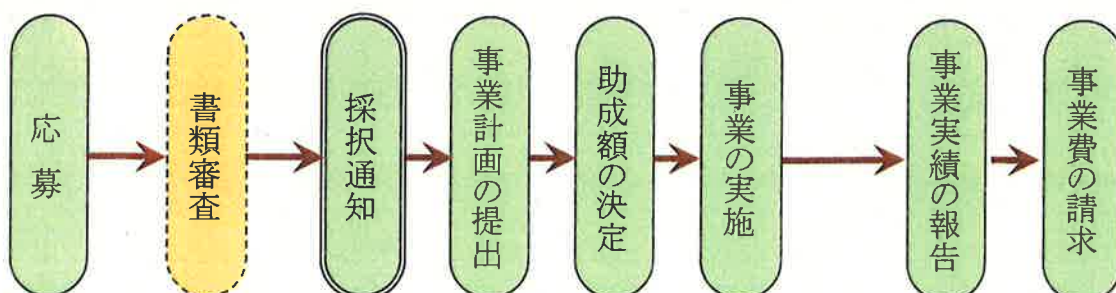 応募
書類審査
採択通知
事業計画の提出
助成額の決定
事業の実施
事業実績の報告
事業費の請求